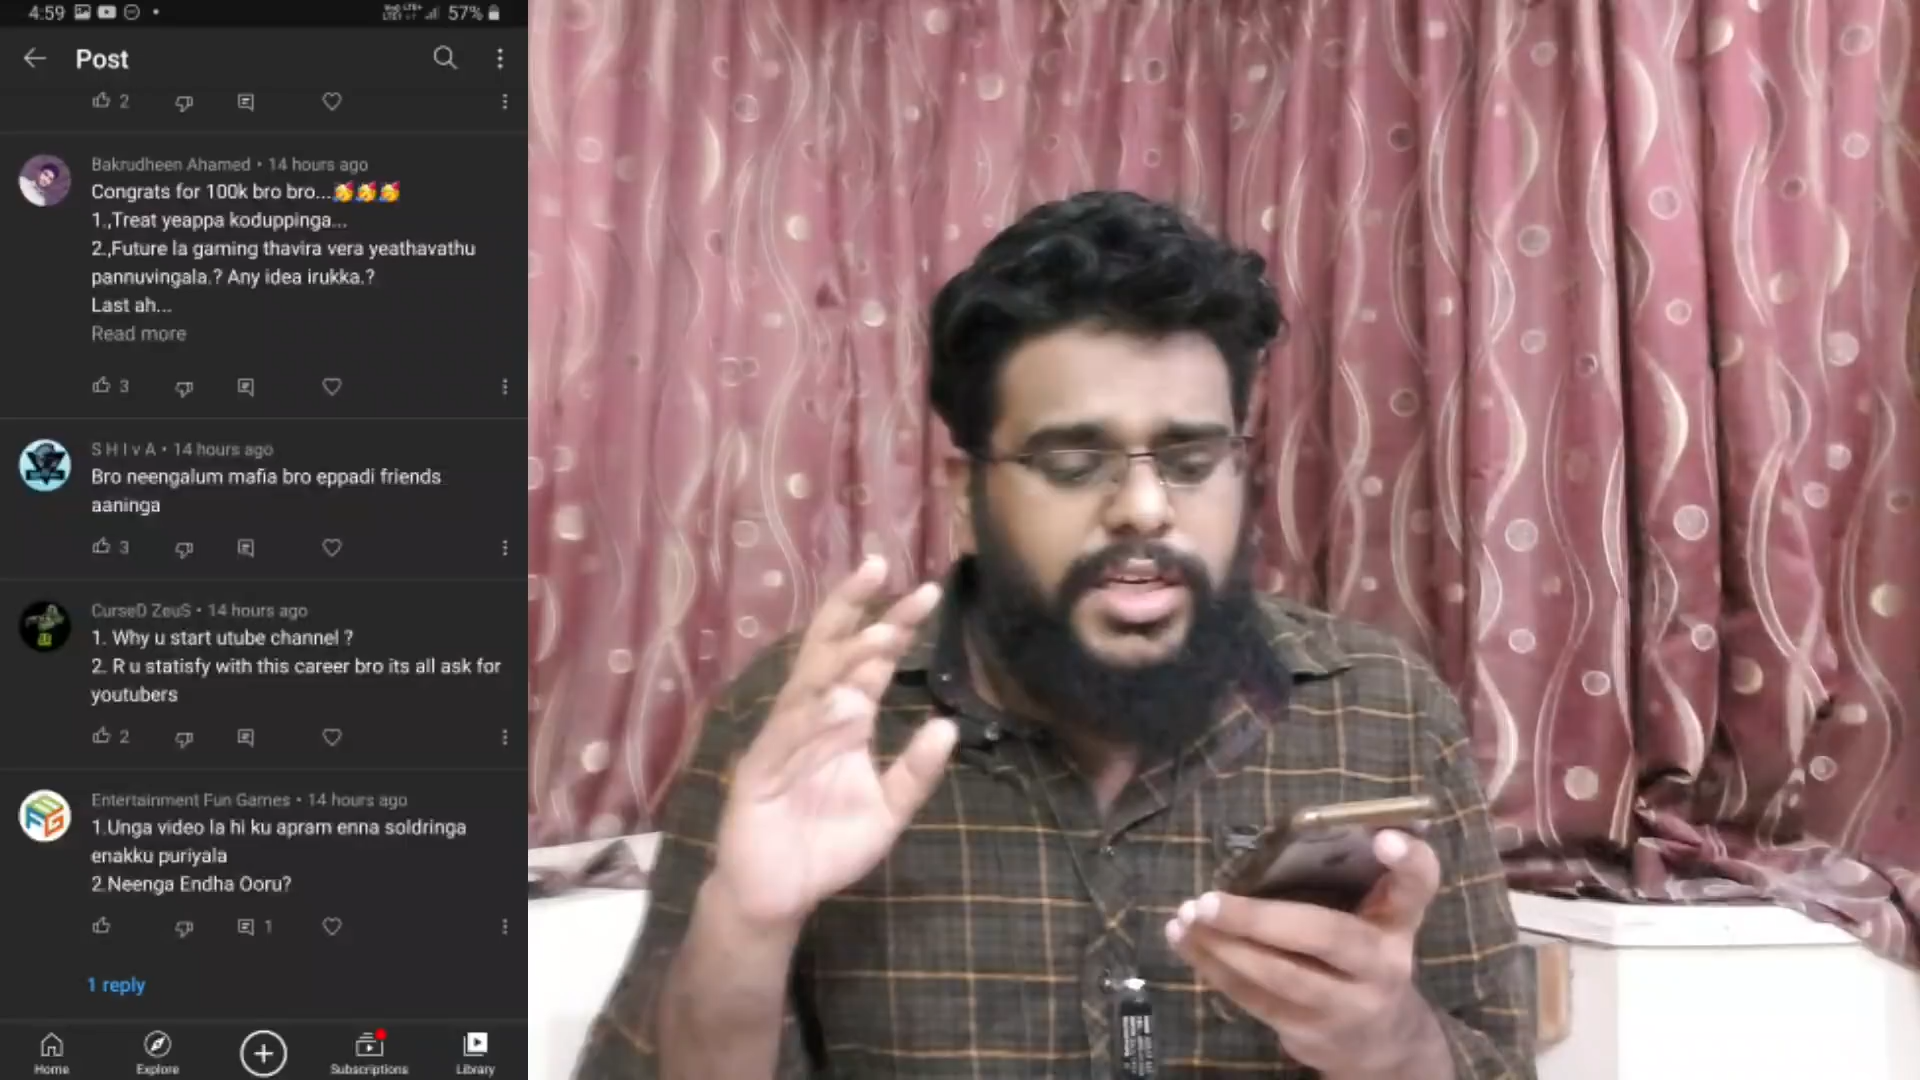 4:59
57%
Post
2
Bakrudheen Ahamed • 14 hours ago
Congrats for 100k bro bro...🥳🥳🥳
1.,Treat yeappa koduppinga...
2.,Future la gaming thavira vera yeathavathu
pannuvingala.? Any idea irukka.?
Last ah...
Read more
3
S H I v A • 14 hours ago
Bro neengalum mafia bro eppadi friends
aaninga
3
CurseD ZeuS • 14 hours ago
1. Why u start utube channel ?
2. R u statisfy with this career bro its all ask for
youtubers
2
Entertainment Fun Games • 14 hours ago
1.Unga video la hi ku apram enna soldringa
enakku puriyala
2.Neenga Endha Ooru?
1
1 reply
Home
Explore
Subscriptions
Library